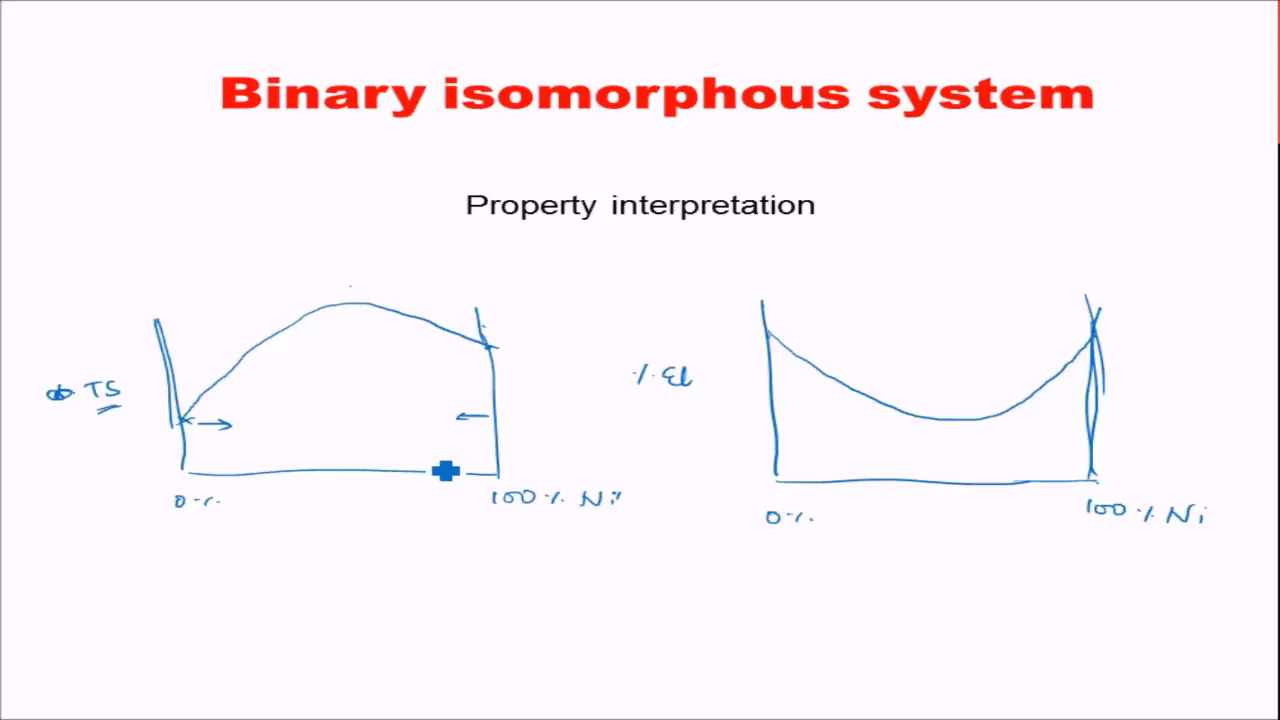 Binary isomorphous system
Property interpretation
TS
0%
100% Ni
% El
0%
100% Ni